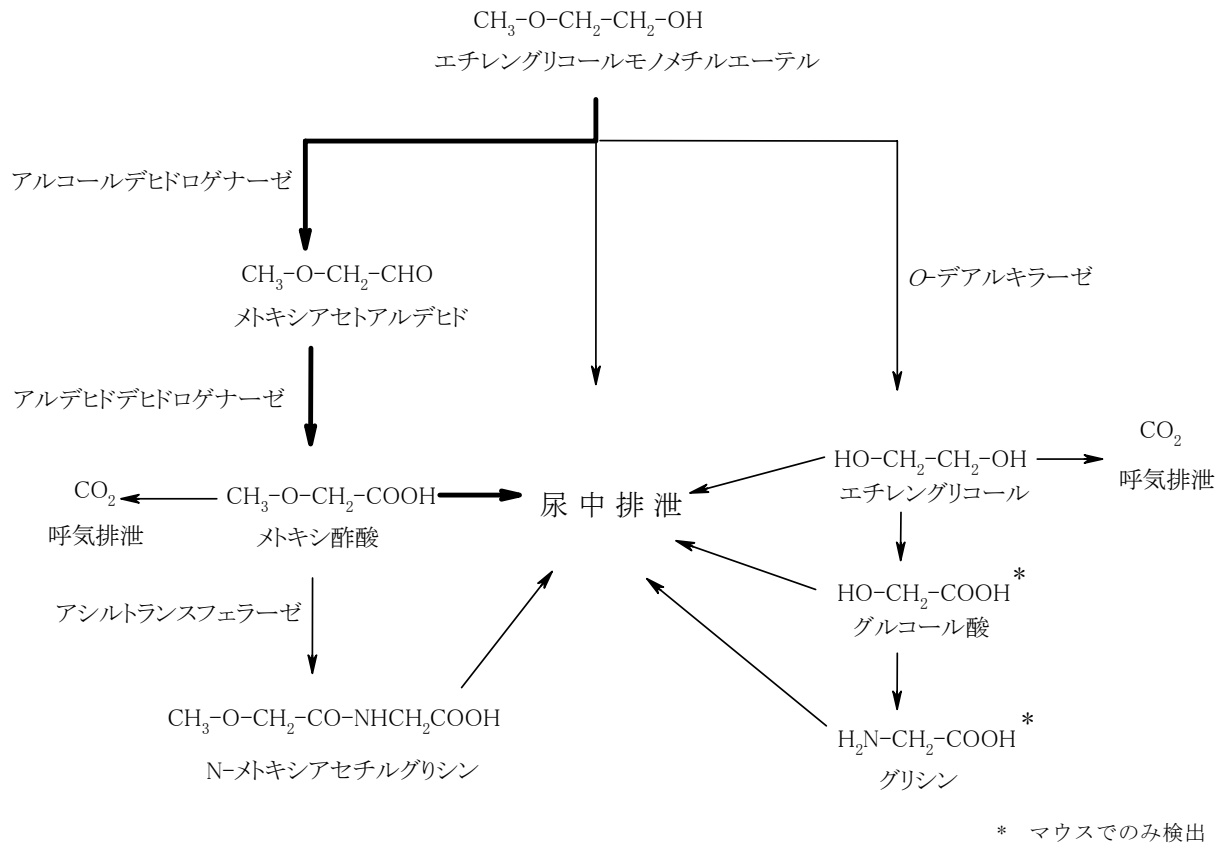 CH₃-O-CH₂-CH₂-OH
エチレングリコールモノメチルエーテル
アルコールデヒドロゲナーゼ
CH₃-O-CH₂-CHO
メトキシアセトアルデヒド
O-デアルキラーゼ
アルデヒドデヒドロゲナーゼ
CO₂
呼気排泄
CH₃-O-CH₂-COOH
メトキシ酢酸
尿中排泄
HO-CH₂-CH₂-OH
エチレングリコール
CO₂
呼気排泄
アシルトランスフェラーゼ
HO-CH₂-COOH*
グルコール酸
CH₃-O-CH₂-CO-NHCH₂COOH
N-メトキシアセチルグりシン
H₂N-CH₂-COOH*
グリシン
* マウスでのみ検出